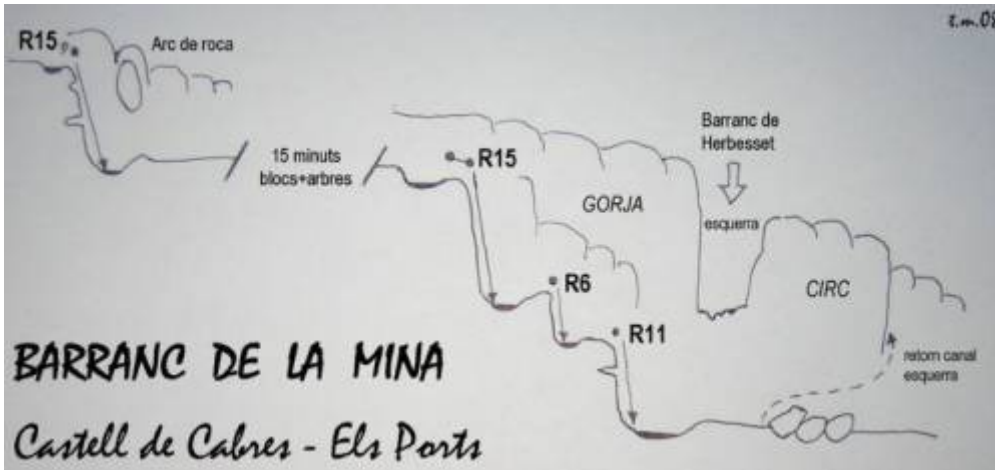 t.m.08
R15
Arc de roca
15 minuts
blocs+arbres
R15
GORJA
Barranc de
Herbesset
esquerra
CIRC
R6
R11
retorn canal
esquerra
BARRANC DE LA MINA
Castell de Cabres - Els Ports